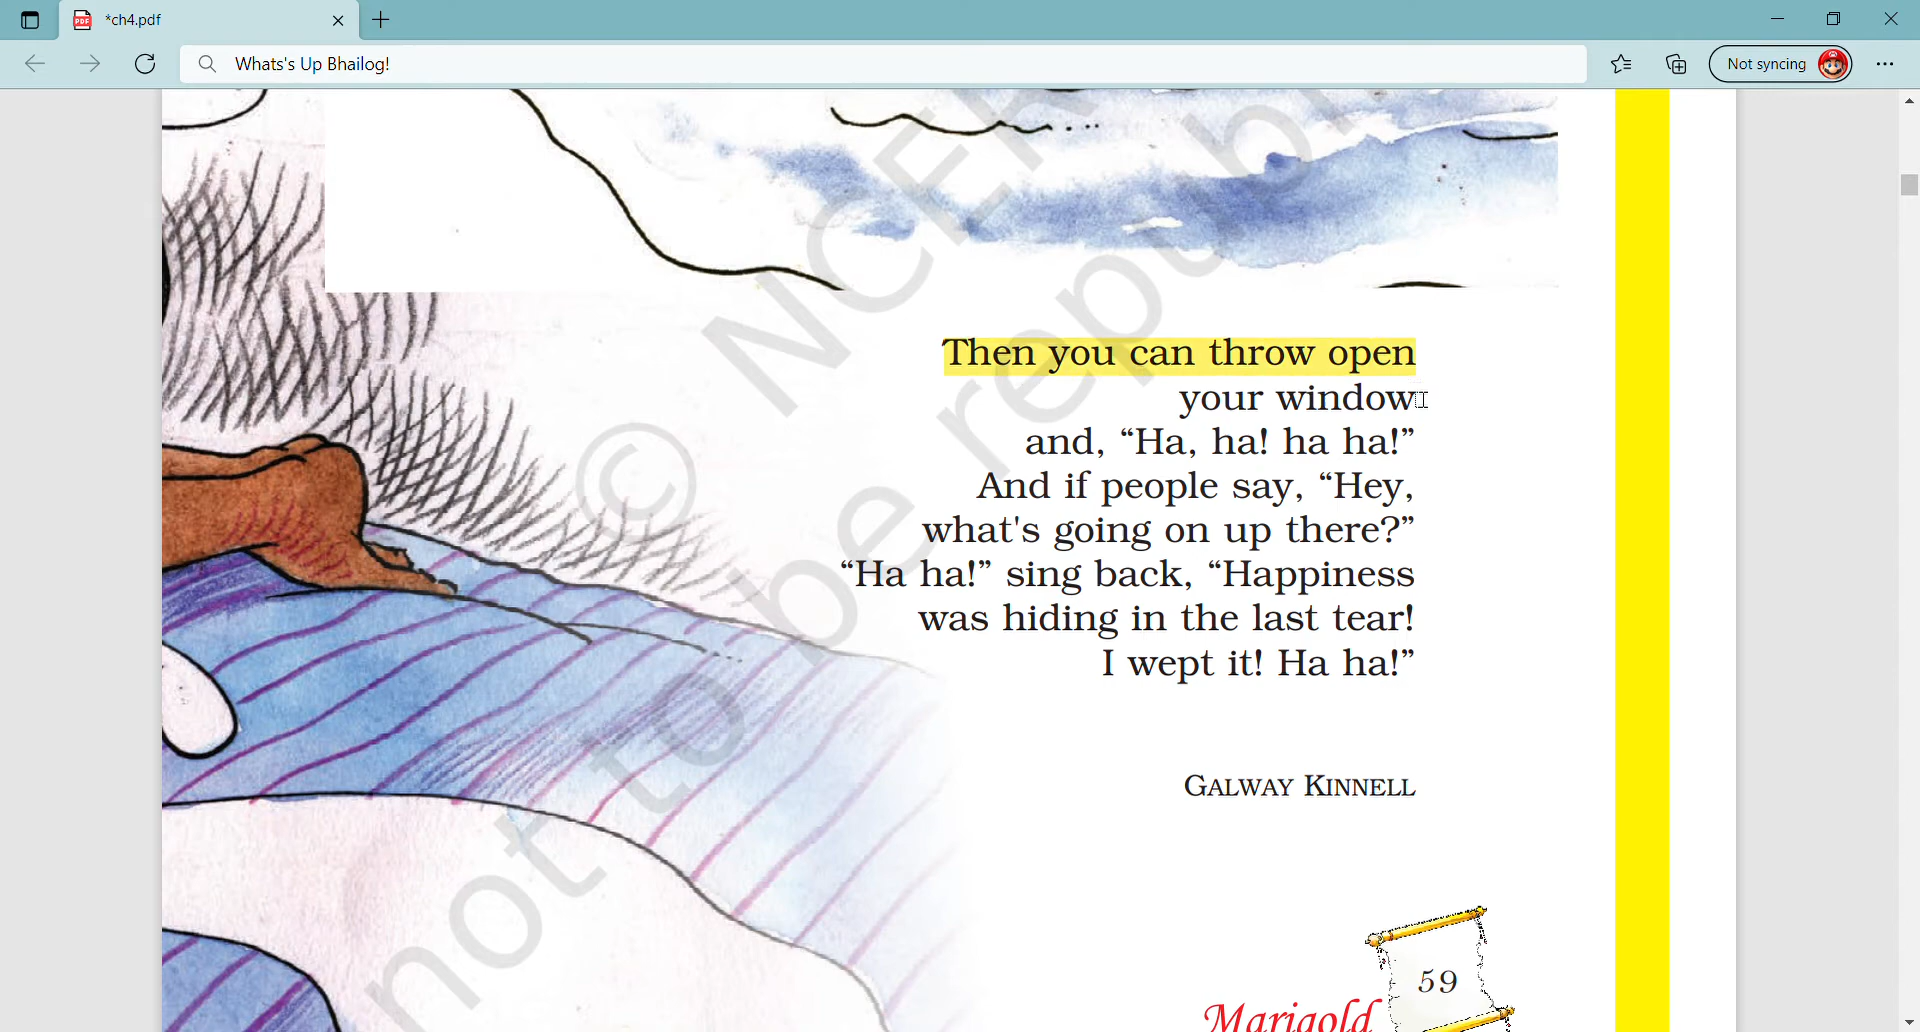 *ch4.pdf
Whats's Up Bhailog!
Not syncing
© NCER
not to be republ
Then you can throw open
your window
and, “Ha, ha! ha ha!”
And if people say, “Hey,
what's going on up there?”
“Ha ha!” sing back, “Happiness
was hiding in the last tear!
I wept it! Ha ha!”
GALWAY KINNELL
59
Marigold